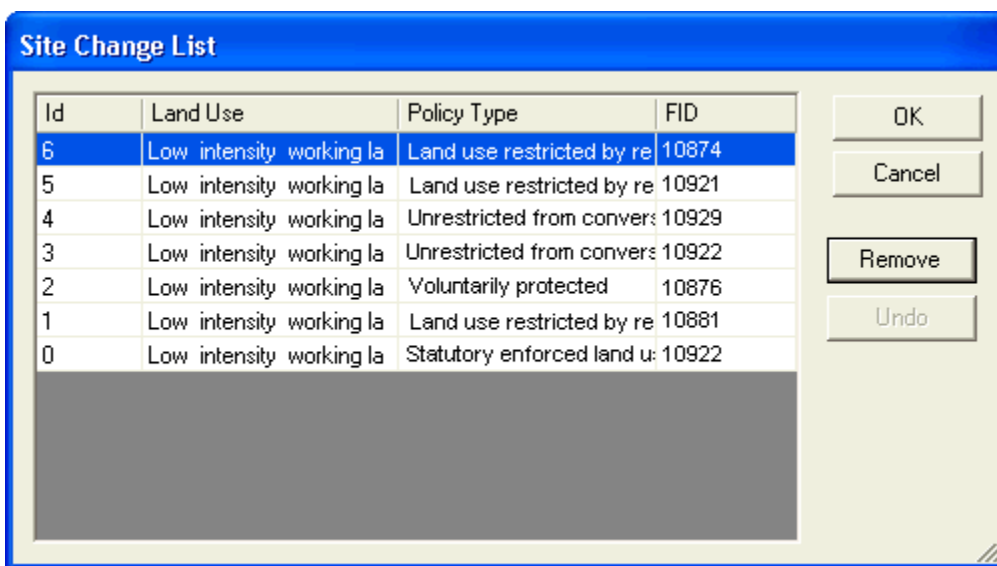 Site Change List
Id Land Use Policy Type FID
6 Low intensity working la Land use restricted by re 10874
5 Low intensity working la Land use restricted by re 10921
4 Low intensity working la Unrestricted from convers 10929
3 Low intensity working la Unrestricted from convers 10922
2 Low intensity working la Voluntarily protected 10876
1 Low intensity working la Land use restricted by re 10881
0 Low intensity working la Statutory enforced land u 10922
OK
Cancel
Remove
Undo